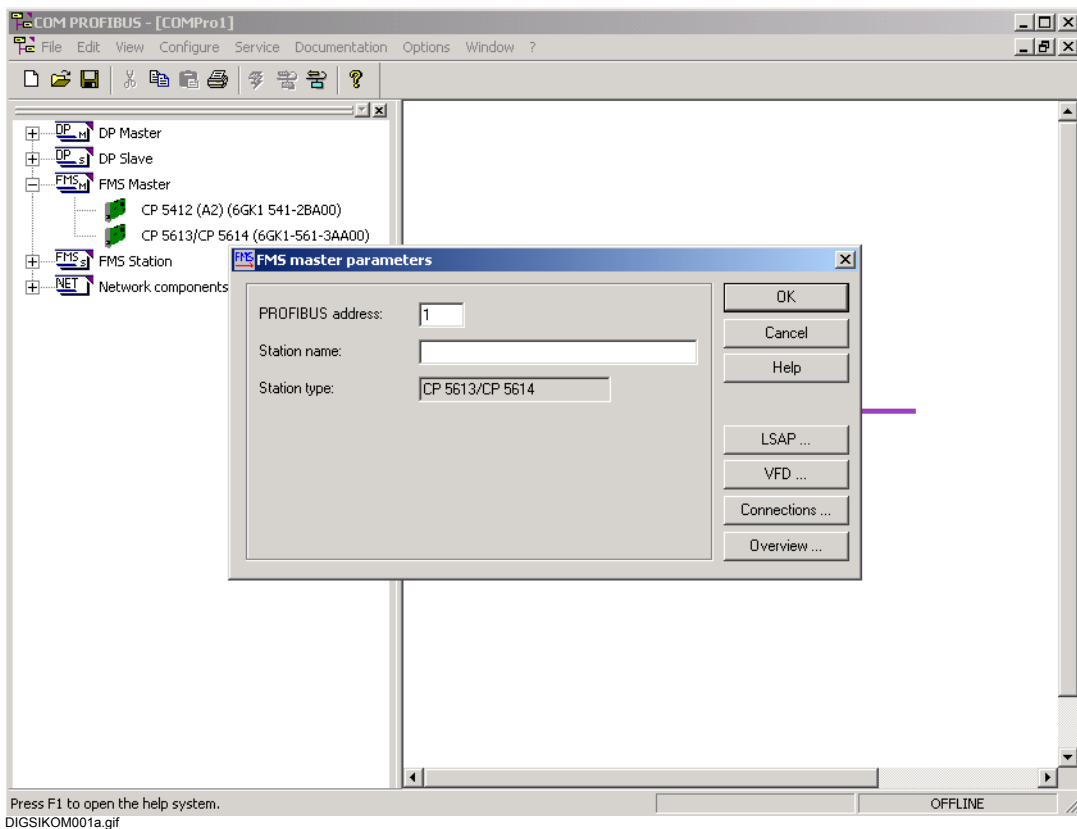 COM PROFIBUS - [COMPro1]
File Edit View Configure Service Documentation Options Window ?
DP M DP Master
DP s DP Slave
FMS M FMS Master
CP 5412 (A2) (6GK1 541-2BA00)
CP 5613/CP 5614 (6GK1-561-3AA00)
FMS s FMS Station
NET Network components
FMS FMS master parameters
PROFIBUS address: 1
Station name:
Station type: CP 5613/CP 5614
OK
Cancel
Help
LSAP ...
VFD ...
Connections ...
Overview ...
Press F1 to open the help system.
OFFLINE
DIGSIKOM001a.gif